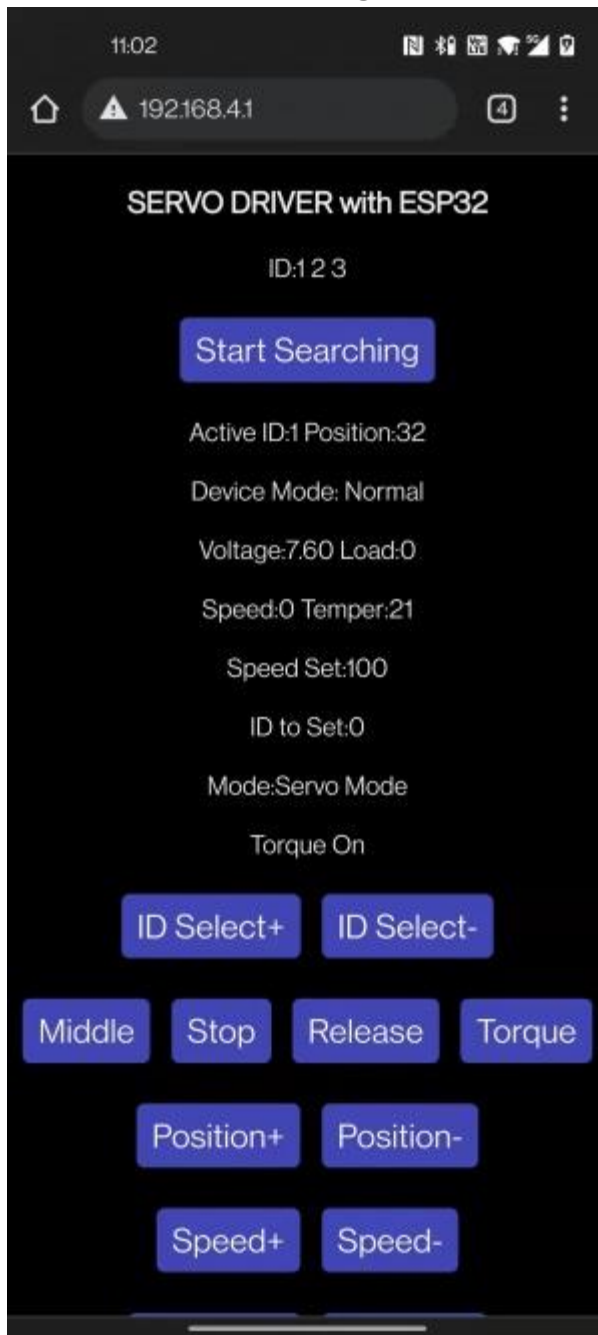 11:02
5G
192.168.4.1
4
SERVO DRIVER with ESP32
ID:1 2 3
Start Searching
Active ID:1 Position:32
Device Mode: Normal
Voltage:7.60 Load:0
Speed:0 Temper:21
Speed Set:100
ID to Set:0
Mode:Servo Mode
Torque On
ID Select+ ID Select-
Middle Stop Release Torque
Position+ Position-
Speed+ Speed-